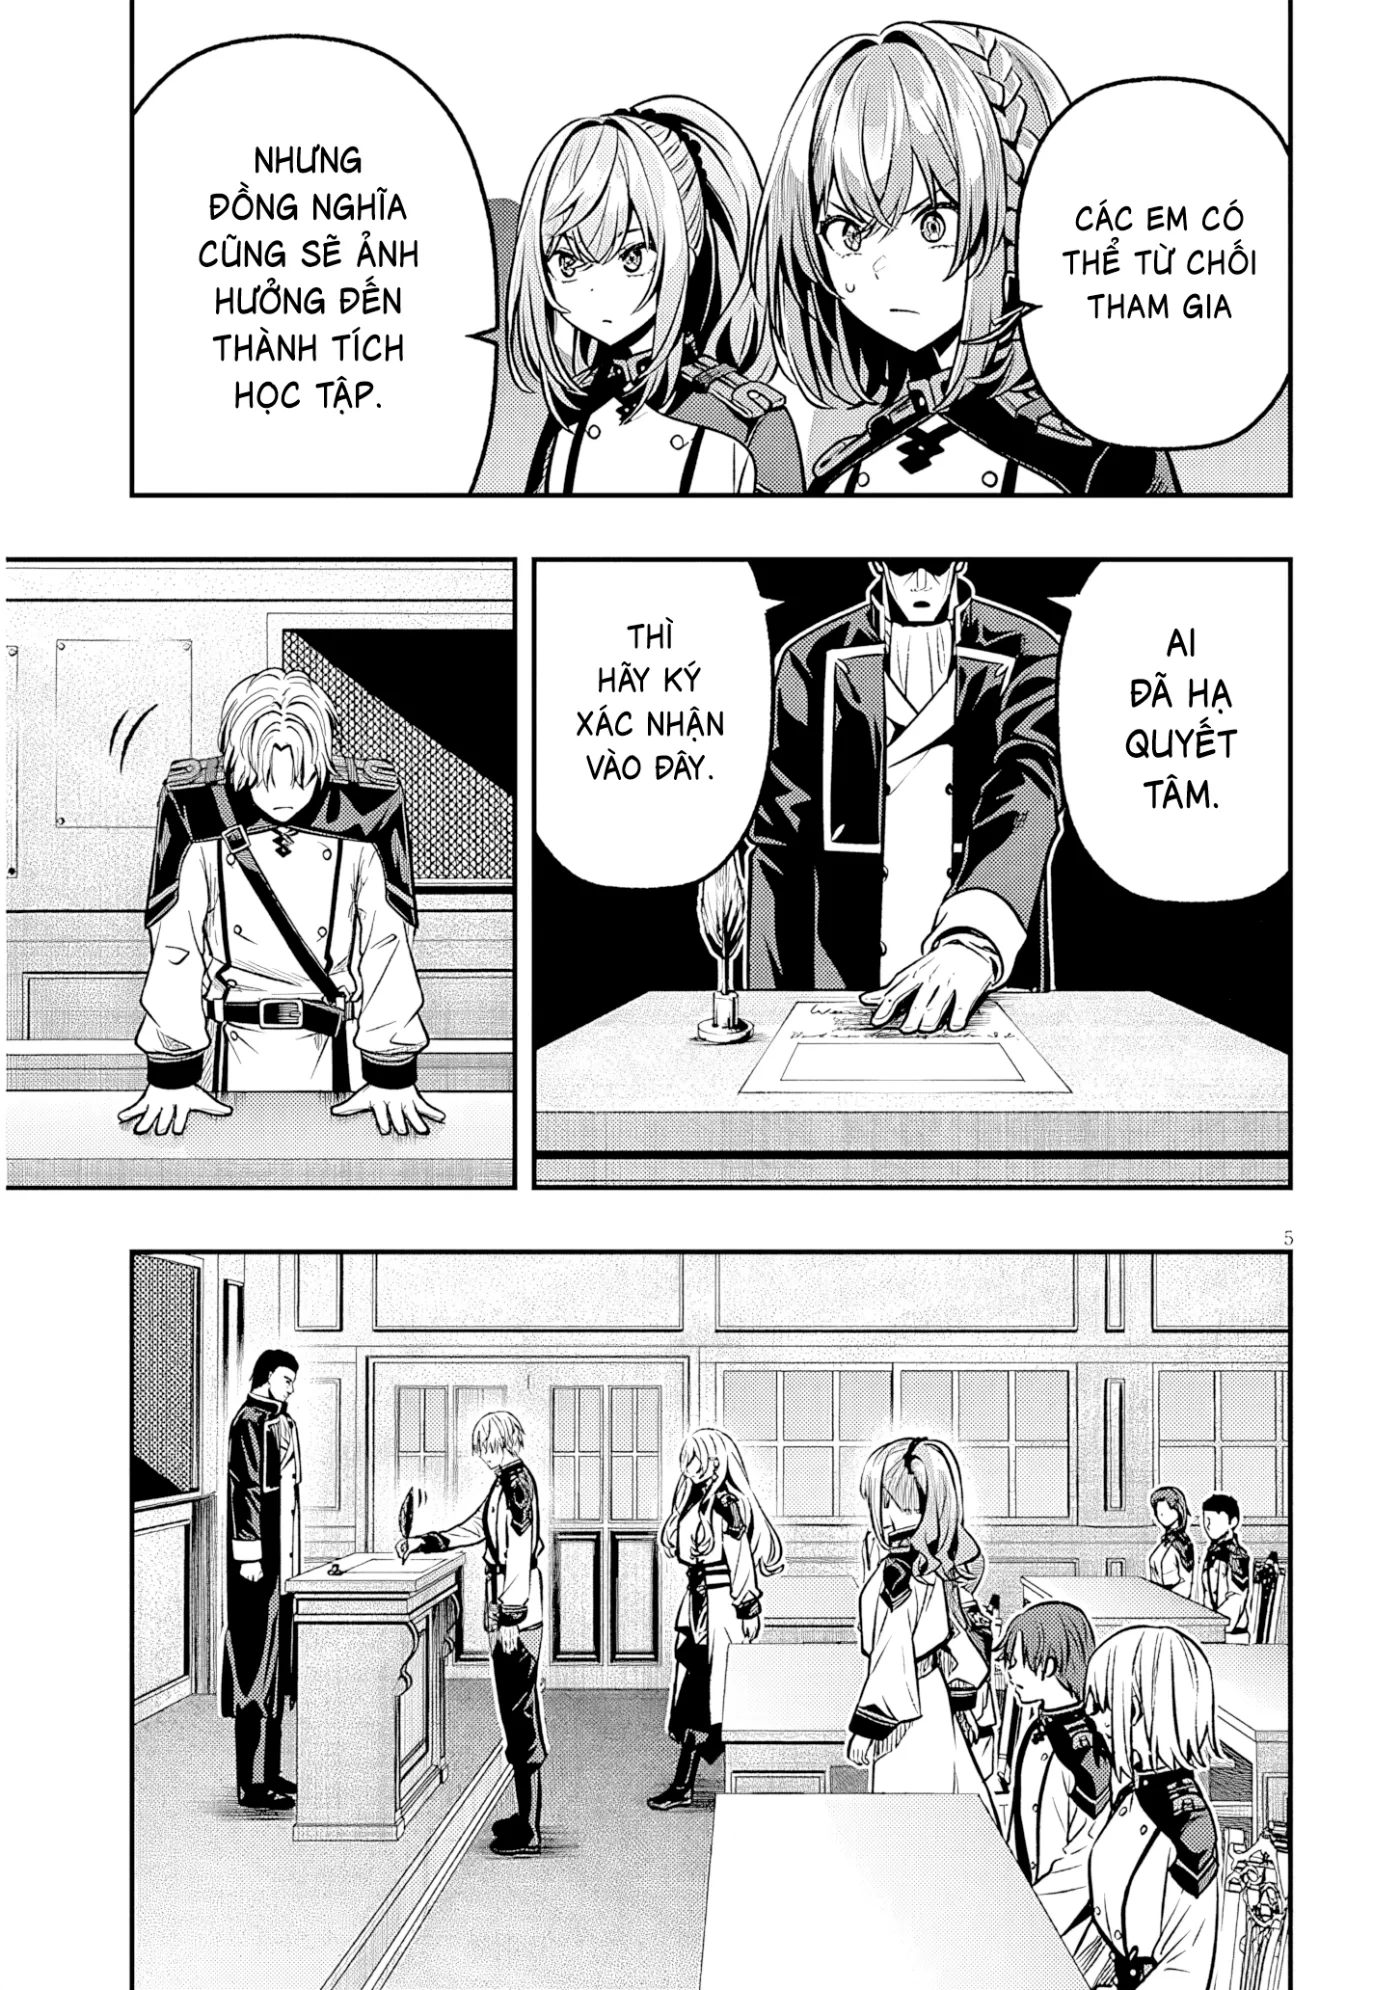 CÁC EM CÓ
THỂ TỪ CHỐI
THAM GIA
NHƯNG
ĐỒNG NGHĨA
CŨNG SẼ ẢNH
HƯỞNG ĐẾN
THÀNH TÍCH
HỌC TẬP.
AI
ĐÃ HẠ
QUYẾT
TÂM.
THÌ
HÃY KÝ
XÁC NHẬN
VÀO ĐÂY.
5